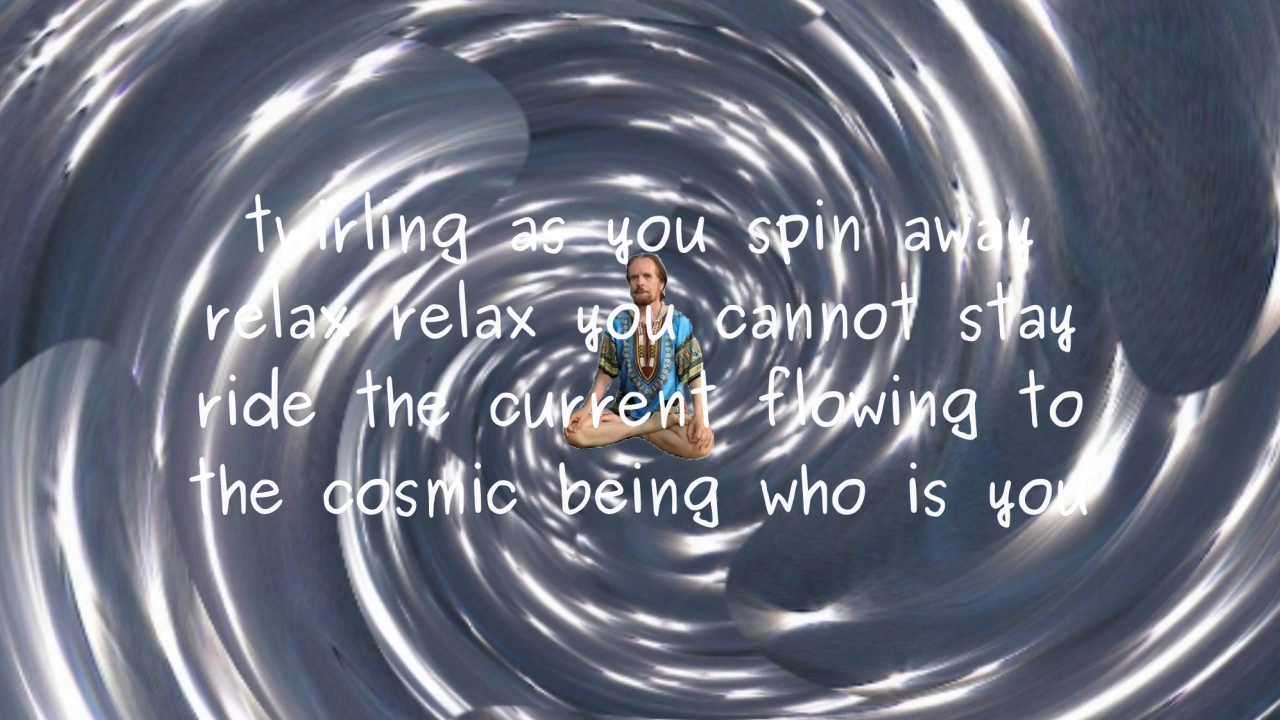 twirling as you spin away
relax relax you cannot stay
ride the current flowing to
the cosmic being who is you